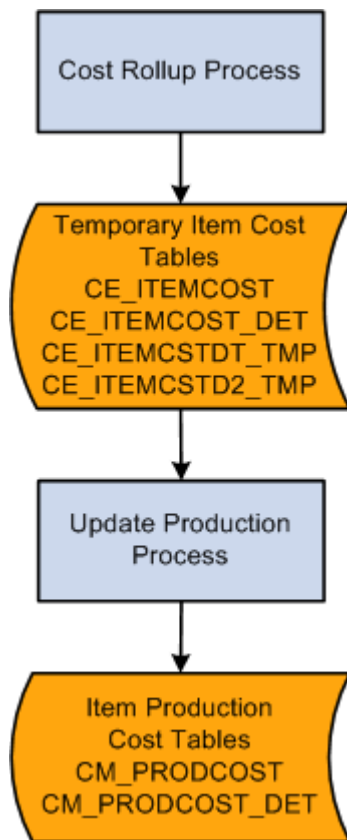 Cost Rollup Process
Temporary Item Cost
Tables
CE_ITEMCOST
CE_ITEMCOST_DET
CE_ITEMCSTDT_TMP
CE_ITEMCSTD2_TMP
Update Production
Process
Item Production
Cost Tables
CM_PRODCOST
CM_PRODCOST_DET